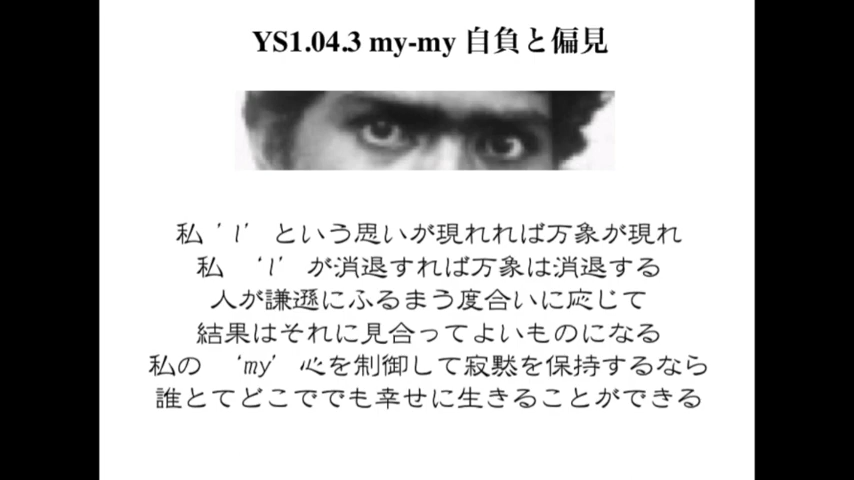 YS1.04.3 my-my 自負と偏見
私 'I' という思いが現れれば万象が現れ
私 'I' が消退すれば万象は消退する
人が謙遜にふるまう度合いに応じて
結果はそれに見合ってよいものになる
私の 'my' 心を制御して寂黙を保持するなら
誰とてどこででも幸せに生きることができる